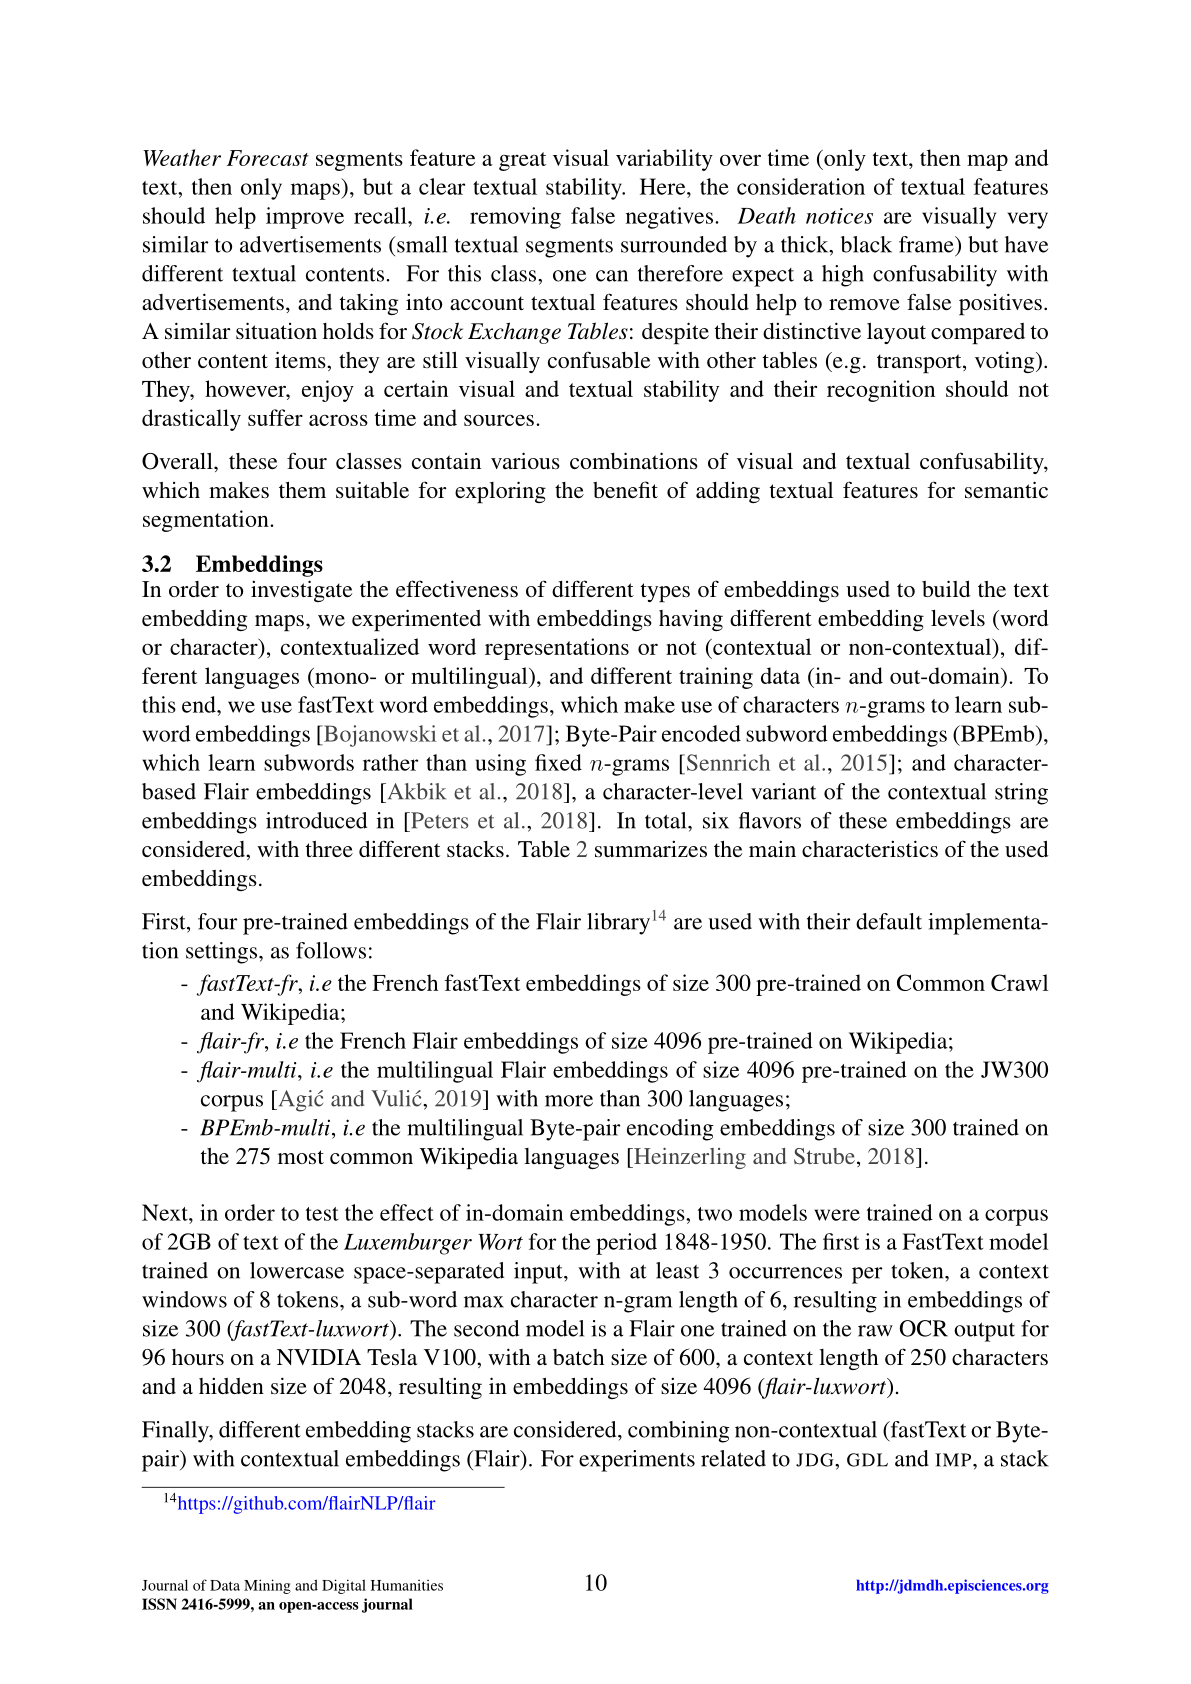 Weather Forecast segments feature a great visual variability over time (only text, then map and
text, then only maps), but a clear textual stability. Here, the consideration of textual features
should help improve recall, i.e. removing false negatives. Death notices are visually very
similar to advertisements (small textual segments surrounded by a thick, black frame) but have
different textual contents. For this class, one can therefore expect a high confusability with
advertisements, and taking into account textual features should help to remove false positives.
A similar situation holds for Stock Exchange Tables: despite their distinctive layout compared to
other content items, they are still visually confusable with other tables (e.g. transport, voting).
They, however, enjoy a certain visual and textual stability and their recognition should not
drastically suffer across time and sources.
Overall, these four classes contain various combinations of visual and textual confusability,
which makes them suitable for exploring the benefit of adding textual features for semantic
segmentation.
3.2 Embeddings
In order to investigate the effectiveness of different types of embeddings used to build the text
embedding maps, we experimented with embeddings having different embedding levels (word
or character), contextualized word representations or not (contextual or non-contextual), dif-
ferent languages (mono- or multilingual), and different training data (in- and out-domain). To
this end, we use fastText word embeddings, which make use of characters n-grams to learn sub-
word embeddings [Bojanowski et al., 2017]; Byte-Pair encoded subword embeddings (BPEmb),
which learn subwords rather than using fixed n-grams [Sennrich et al., 2015]; and character-
based Flair embeddings [Akbik et al., 2018], a character-level variant of the contextual string
embeddings introduced in [Peters et al., 2018]. In total, six flavors of these embeddings are
considered, with three different stacks. Table 2 summarizes the main characteristics of the used
embeddings.
First, four pre-trained embeddings of the Flair library14 are used with their default implementa-
tion settings, as follows:
- fastText-fr, i.e the French fastText embeddings of size 300 pre-trained on Common Crawl
and Wikipedia;
- flair-fr, i.e the French Flair embeddings of size 4096 pre-trained on Wikipedia;
- flair-multi, i.e the multilingual Flair embeddings of size 4096 pre-trained on the JW300
corpus [Agić and Vulić, 2019] with more than 300 languages;
- BPEmb-multi, i.e the multilingual Byte-pair encoding embeddings of size 300 trained on
the 275 most common Wikipedia languages [Heinzerling and Strube, 2018].
Next, in order to test the effect of in-domain embeddings, two models were trained on a corpus
of 2GB of text of the Luxemburger Wort for the period 1848-1950. The first is a FastText model
trained on lowercase space-separated input, with at least 3 occurrences per token, a context
windows of 8 tokens, a sub-word max character n-gram length of 6, resulting in embeddings of
size 300 (fastText-luxwort). The second model is a Flair one trained on the raw OCR output for
96 hours on a NVIDIA Tesla V100, with a batch size of 600, a context length of 250 characters
and a hidden size of 2048, resulting in embeddings of size 4096 (flair-luxwort).
Finally, different embedding stacks are considered, combining non-contextual (fastText or Byte-
pair) with contextual embeddings (Flair). For experiments related to JDG, GDL and IMP, a stack
14https://github.com/flairNLP/flair
Journal of Data Mining and Digital Humanities 10 http://jdmdh.episciences.org
ISSN 2416-5999, an open-access journal